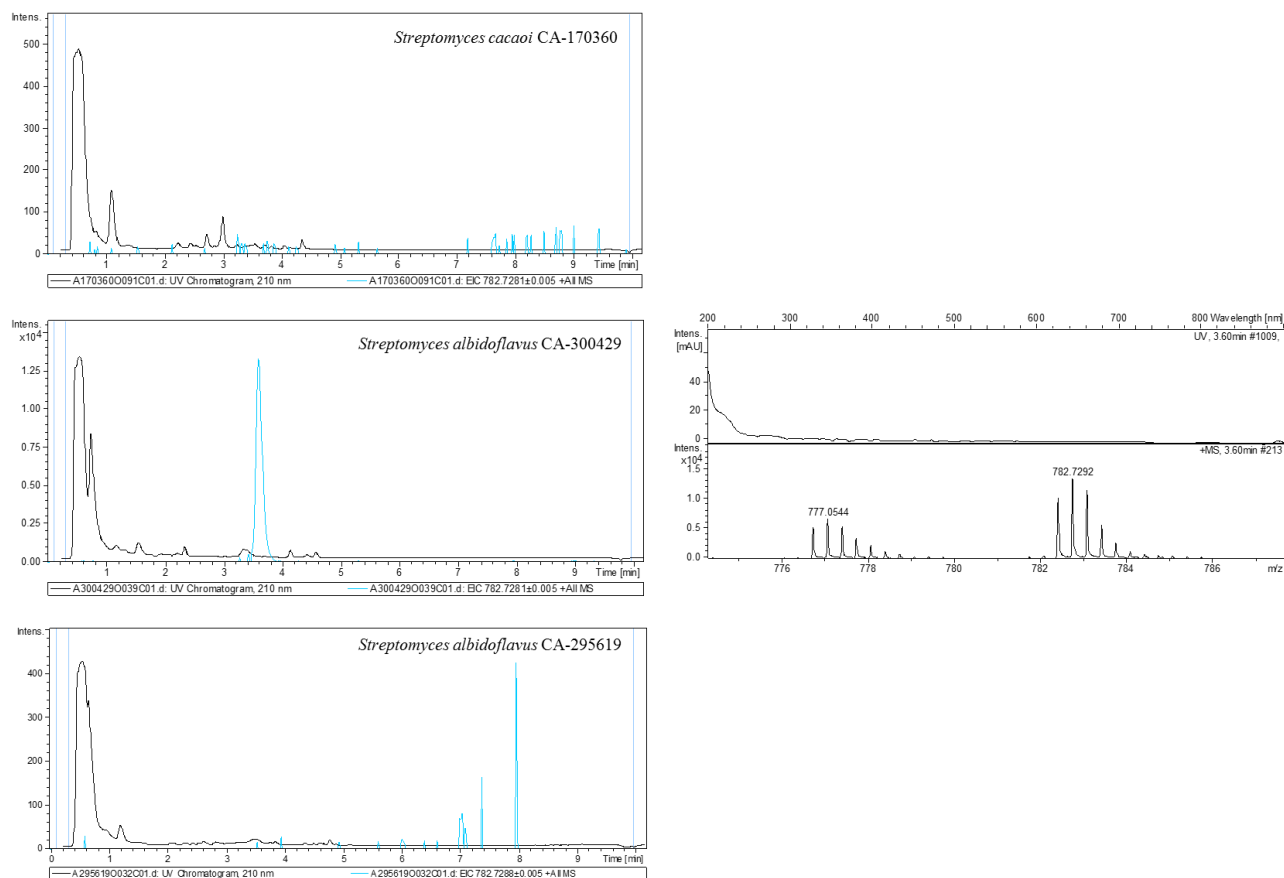 Intens.
Streptomyces cacaoi CA-170360
500
400
300
200
100
0
1 2 3 4 5 6 7 8 9 Time [min]
A170360O091C01.d: UV Chromatogram, 210 nm A170360O091C01.d: EIC 782.7281±0.005 +All MS
Intens.
x10⁴
Streptomyces albidoflavus CA-300429
1.25
1.00
0.75
0.50
0.25
0.00
1 2 3 4 5 6 7 8 9 Time [min]
A300429O039C01.d: UV Chromatogram, 210 nm A300429O039C01.d: EIC 782.7281±0.005 +All MS
200 300 400 500 600 700 800 Wavelength [nm]
Intens.
[mAU]
UV, 3.60min #1009,
40
20
0
Intens.
x10⁴
+MS, 3.60min #213
1.5
1.0
0.5
0.0
777.0544
782.7292
776 778 780 782 784 786 m/z
Intens.
Streptomyces albidoflavus CA-295619
400
300
200
100
0
0 1 2 3 4 5 6 7 8 9 Time [min]
A295619O032C01.d: UV Chromatogram, 210 nm A295619O032C01.d: EIC 782.7288±0.005 +All MS